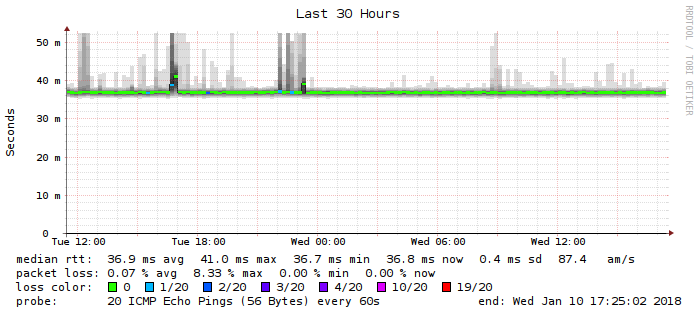 Last 30 Hours
RRDTOOL / TOBI OETIKER
Seconds
50 m
40 m
30 m
20 m
10 m
0
Tue 12:00 Tue 18:00 Wed 00:00 Wed 06:00 Wed 12:00
median rtt: 36.9 ms avg 41.0 ms max 36.7 ms min 36.8 ms now 0.4 ms sd 87.4 am/s
packet loss: 0.07 % avg 8.33 % max 0.00 % min 0.00 % now
loss color: 0 1/20 2/20 3/20 4/20 10/20 19/20
probe: 20 ICMP Echo Pings (56 Bytes) every 60s end: Wed Jan 10 17:25:02 2018